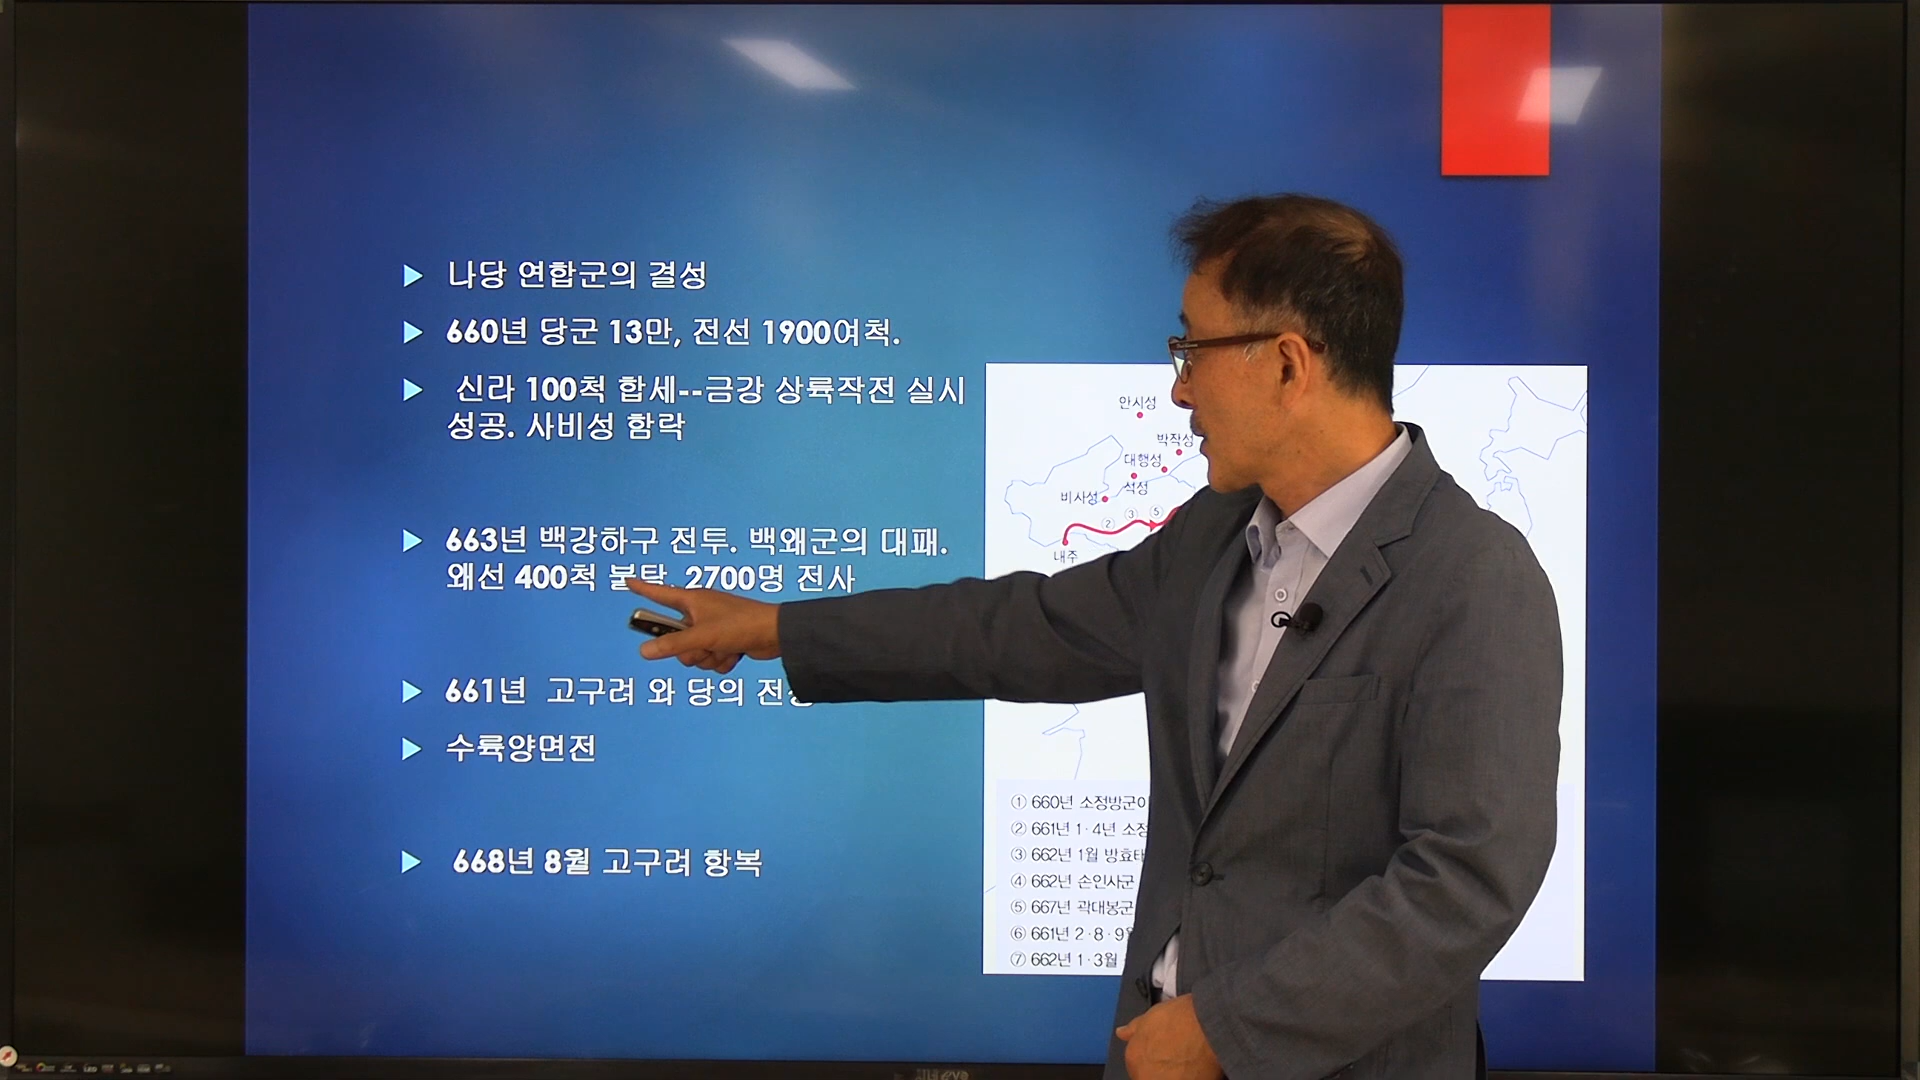 나당 연합군의 결성
660년 당군 13만, 전선 1900여척.
신라 100척 합세--금강 상륙작전 실시
성공. 사비성 함락
663년 백강하구 전투. 백왜군의 대패.
왜선 400척 불탐. 2700명 전사
661년 고구려 와 당의
수륙양면전
668년 8월 고구려 항복
안시성
박작성
대행성
석성
비사성
② ③ ⑤
내주
① 660년 소정방군이
② 661년 1·4년 소정
③ 662년 1월 방효태
④ 662년 손인사군
⑤ 667년 곽대봉군
⑥ 661년 2·8·9월
⑦ 662년 1·3월